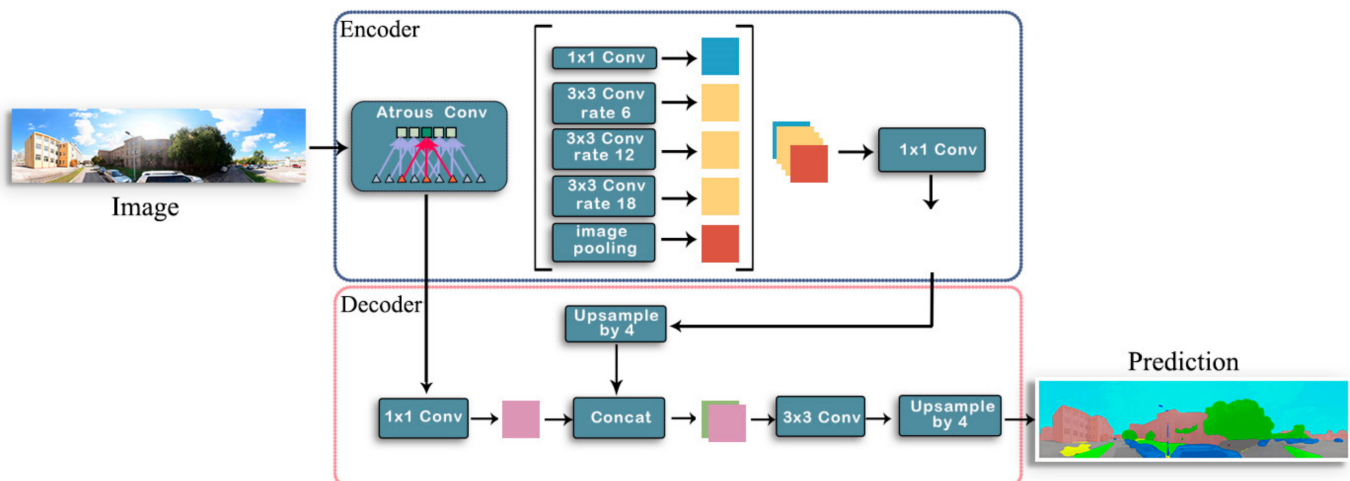 Encoder
Atrous Conv
1x1 Conv
3x3 Conv
rate 6
3x3 Conv
rate 12
3x3 Conv
rate 18
image
pooling
1x1 Conv
Image
Decoder
Upsample
by 4
1x1 Conv
Concat
3x3 Conv
Upsample
by 4
Prediction